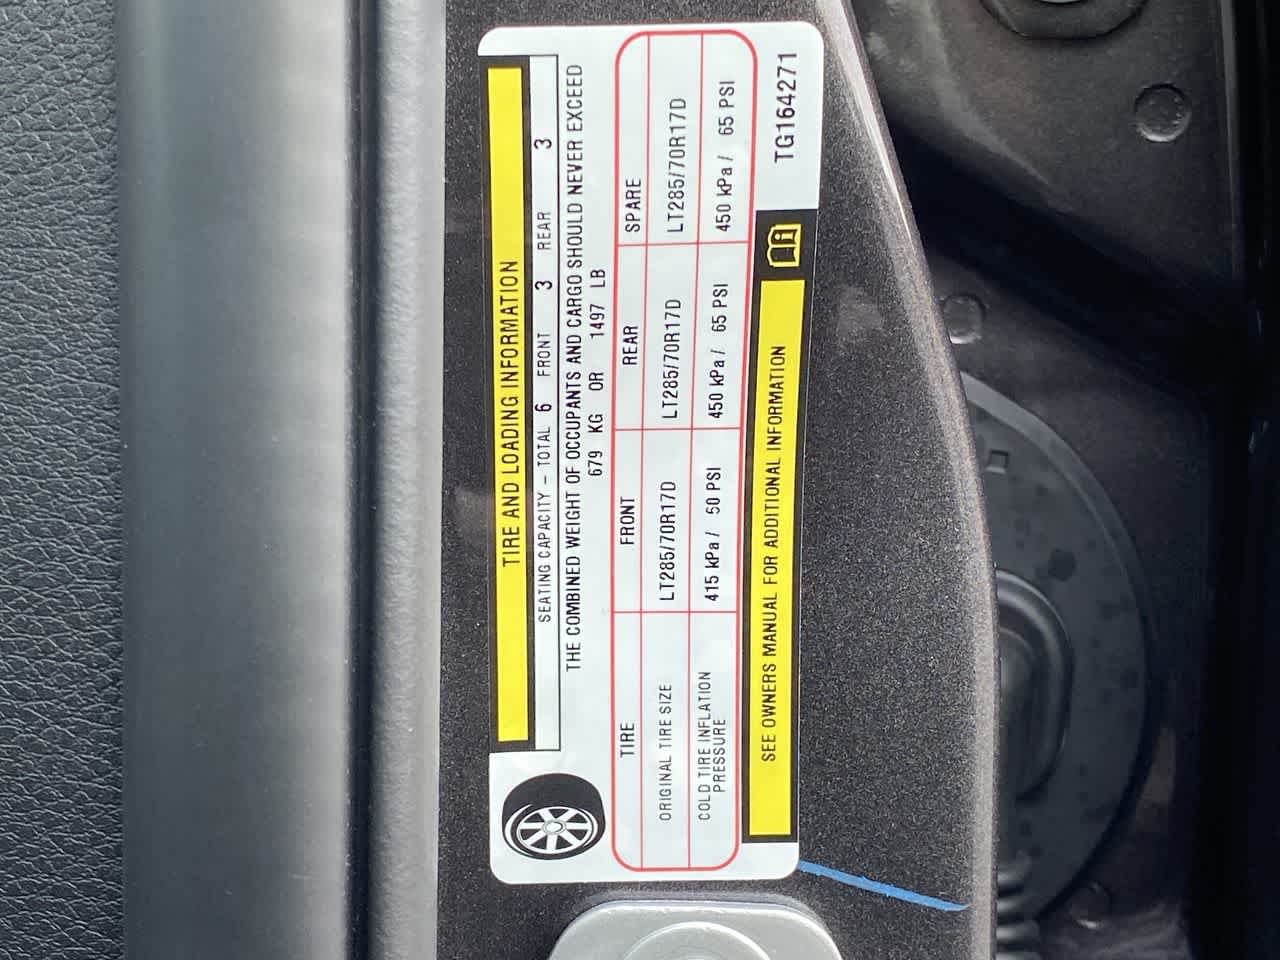 TIRE AND LOADING INFORMATION
SEATING CAPACITY - TOTAL 6 FRONT 3 REAR 3
THE COMBINED WEIGHT OF OCCUPANTS AND CARGO SHOULD NEVER EXCEED
679 KG OR 1497 LB
TIRE FRONT REAR SPARE
ORIGINAL TIRE SIZE LT285/70R17D LT285/70R17D LT285/70R17D
COLD TIRE INFLATION PRESSURE 415 kPa / 50 PSI 450 kPa / 65 PSI 450 kPa / 65 PSI
SEE OWNERS MANUAL FOR ADDITIONAL INFORMATION
TG164271